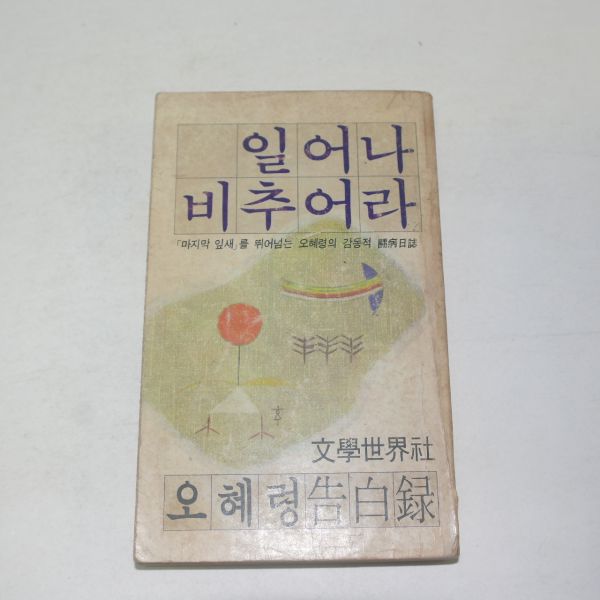 일어나
비추어라
「마지막 잎새」를 뛰어넘는 오혜령의 감동적 鬪病日誌
文學世界社
오혜령告白録